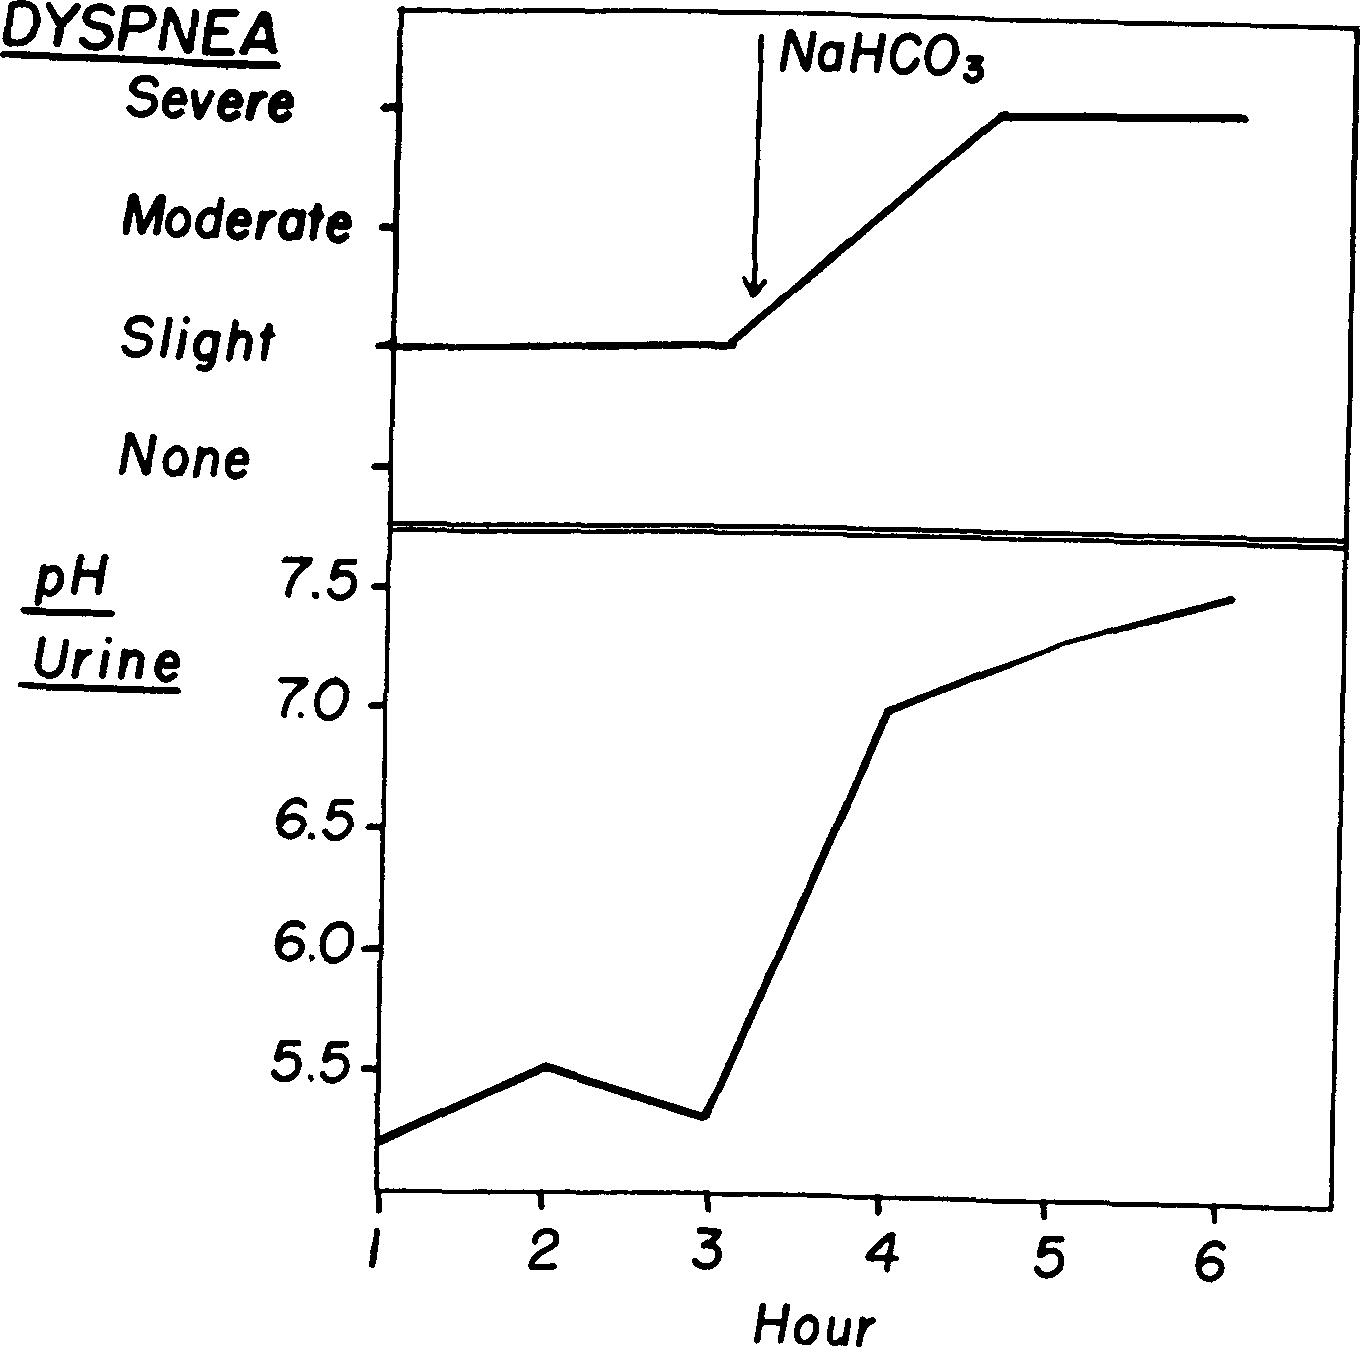 DYSPNEA
NaHCO3
Severe
Moderate
Slight
None
pH
Urine
7.5
7.0
6.5
6.0
5.5
1 2 3 4 5 6
Hour